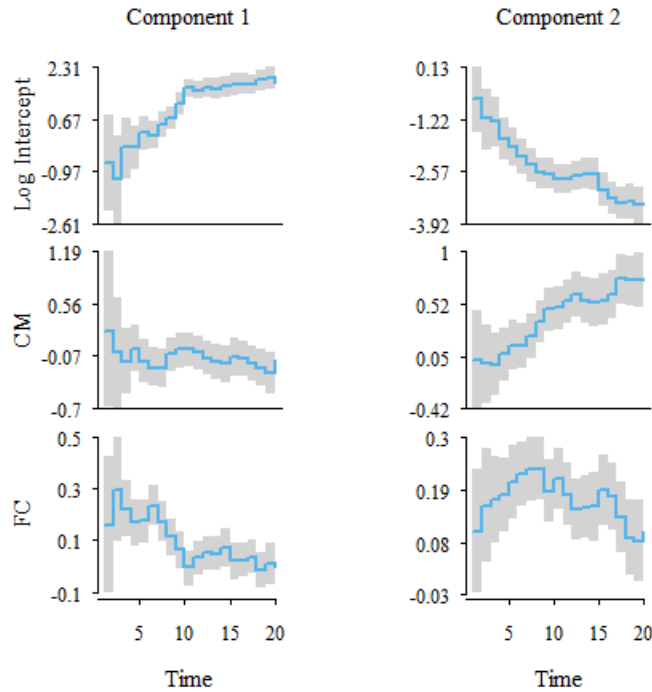 Component 1
Component 2
Log Intercept
2.31
0.67
-0.97
-2.61
0.13
-1.22
-2.57
-3.92
CM
1.19
0.56
-0.07
-0.7
1
0.52
0.05
-0.42
FC
0.5
0.3
0.1
-0.1
0.3
0.19
0.08
-0.03
5 10 15 20
5 10 15 20
Time
Time